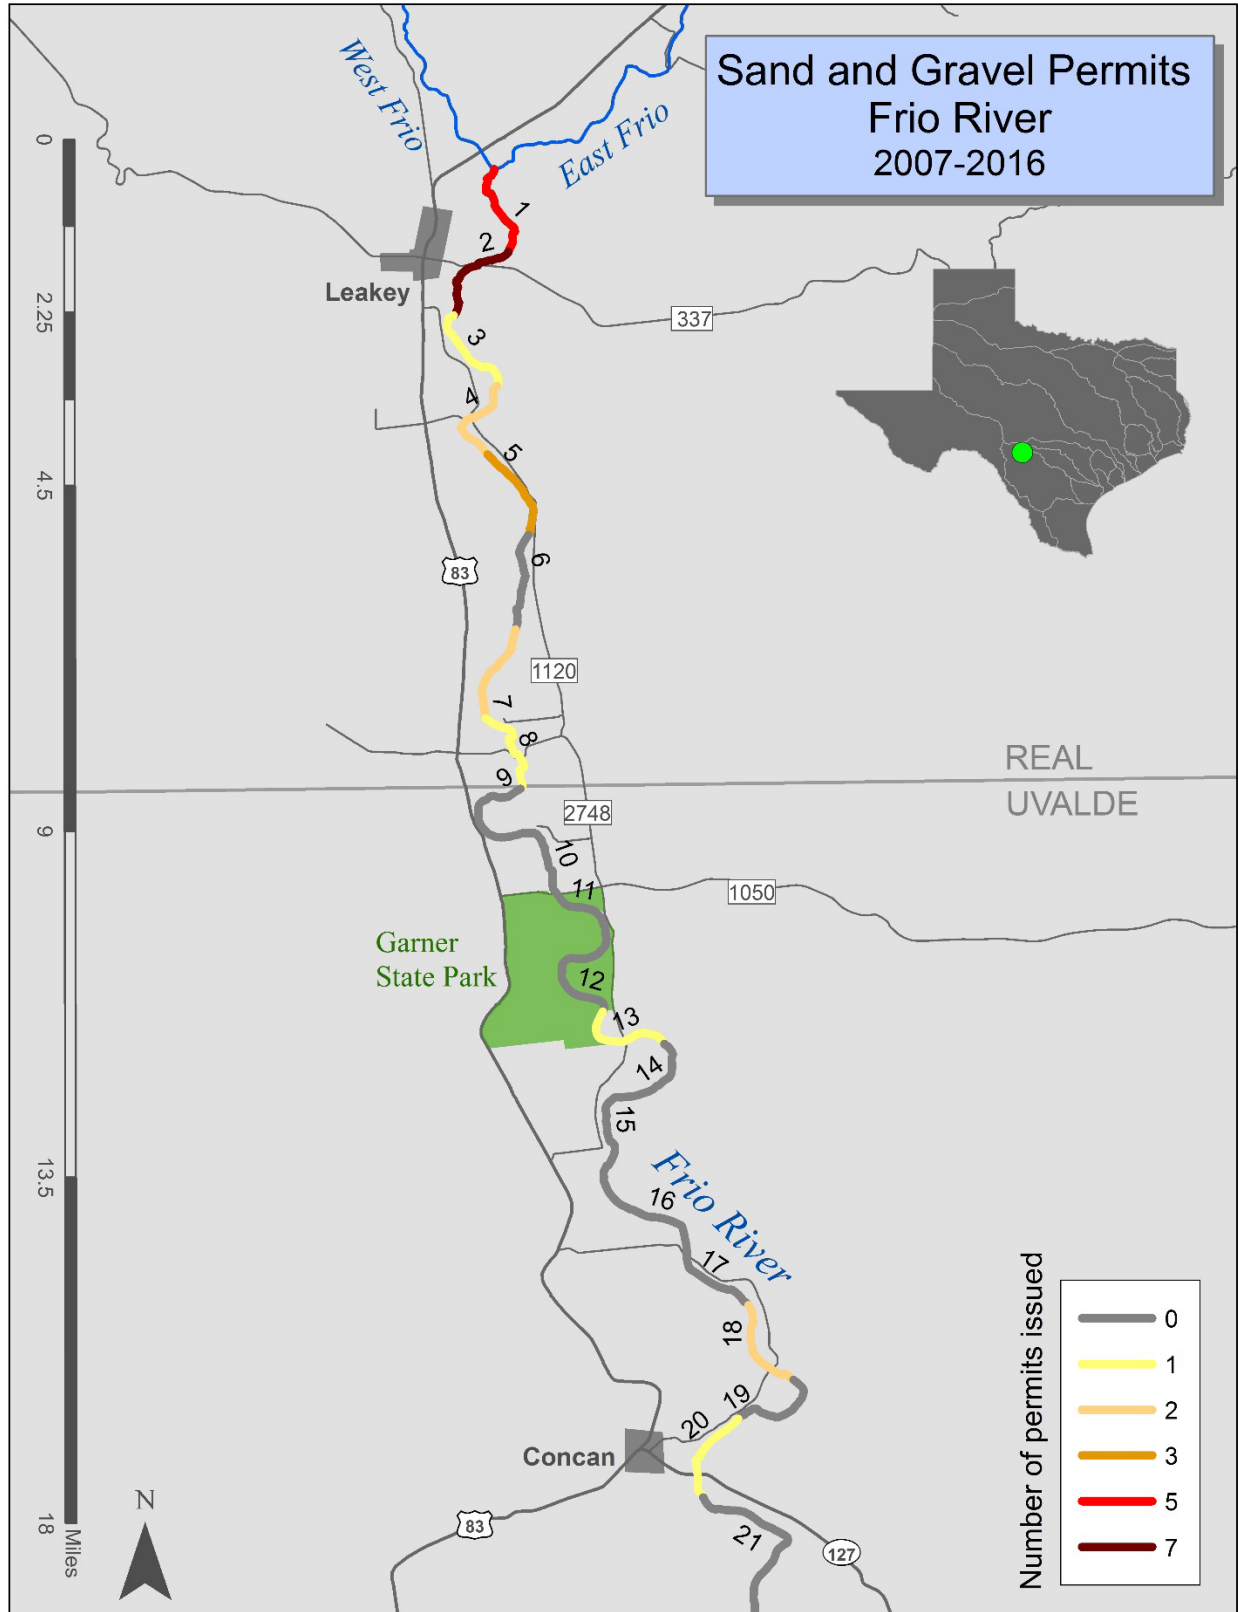 Sand and Gravel Permits
Frio River
2007-2016
West Frio
East Frio
0
2.25
4.5
9
13.5
18
Miles
1
2
Leakey
337
3
4
5
6
83
1120
7
8
9
REAL
UVALDE
2748
10
11
1050
Garner
State Park
12
13
14
15
Frio River
16
17
18
19
20
Concan
21
83
127
N
Number of permits issued
0
1
2
3
5
7